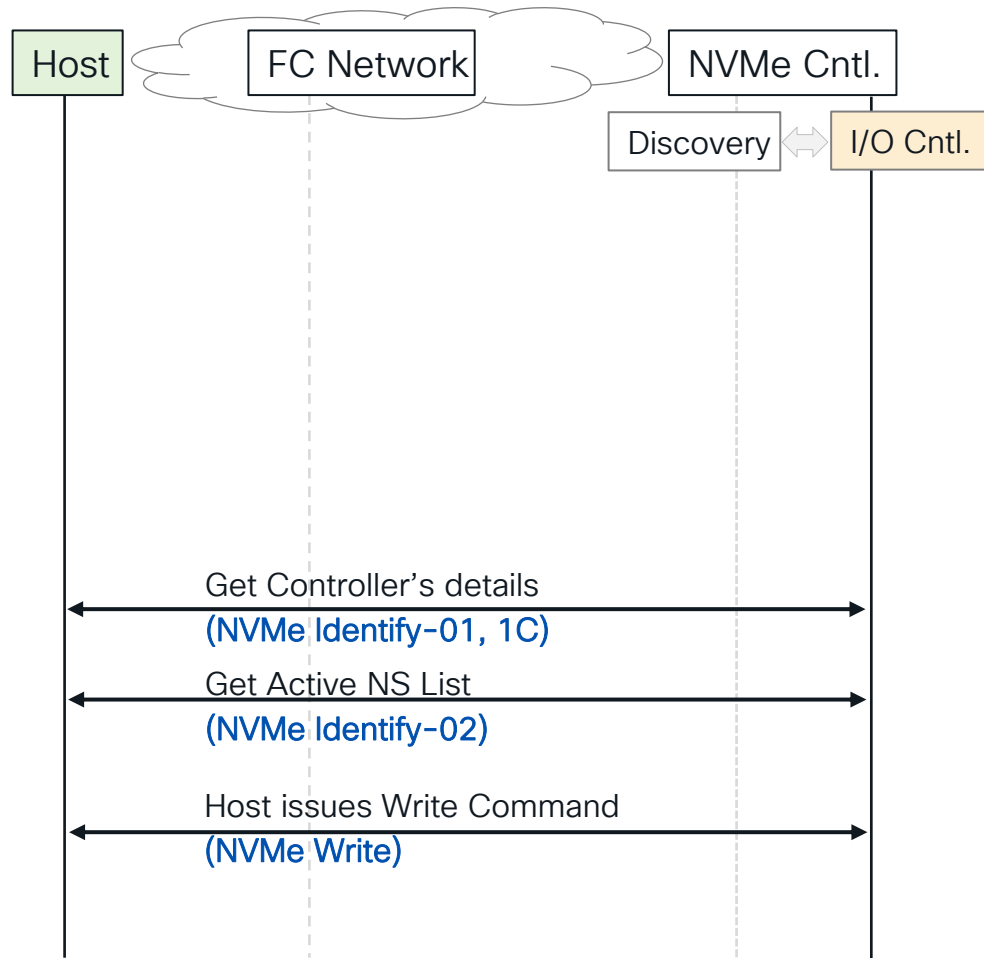 Host
FC Network
NVMe Cntl.
Discovery
I/O Cntl.
Get Controller’s details
(NVMe Identify-01, 1C)
Get Active NS List
(NVMe Identify-02)
Host issues Write Command
(NVMe Write)